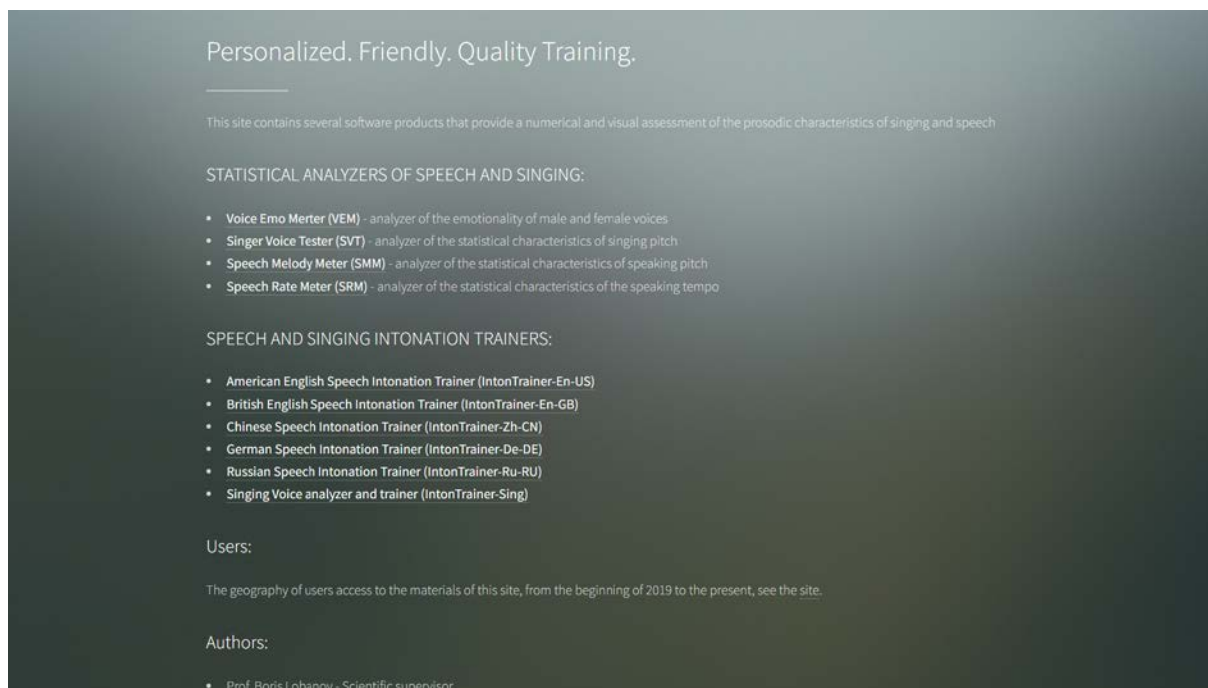 Personalized. Friendly. Quality Training.
This site contains several software products that provide a numerical and visual assessment of the prosodic characteristics of singing and speech
STATISTICAL ANALYZERS OF SPEECH AND SINGING:
• Voice Emo Merter (VEM) - analyzer of the emotionality of male and female voices
• Singer Voice Tester (SVT) - analyzer of the statistical characteristics of singing pitch
• Speech Melody Meter (SMM) - analyzer of the statistical characteristics of speaking pitch
• Speech Rate Meter (SRM) - analyzer of the statistical characteristics of the speaking tempo
SPEECH AND SINGING INTONATION TRAINERS:
• American English Speech Intonation Trainer (IntonTrainer-En-US)
• British English Speech Intonation Trainer (IntonTrainer-En-GB)
• Chinese Speech Intonation Trainer (IntonTrainer-Zh-CN)
• German Speech Intonation Trainer (IntonTrainer-De-DE)
• Russian Speech Intonation Trainer (IntonTrainer-Ru-RU)
• Singing Voice analyzer and trainer (IntonTrainer-Sing)
Users:
The geography of users access to the materials of this site, from the beginning of 2019 to the present, see the site.
Authors:
• Prof. Boris Lobanov - Scientific supervisor